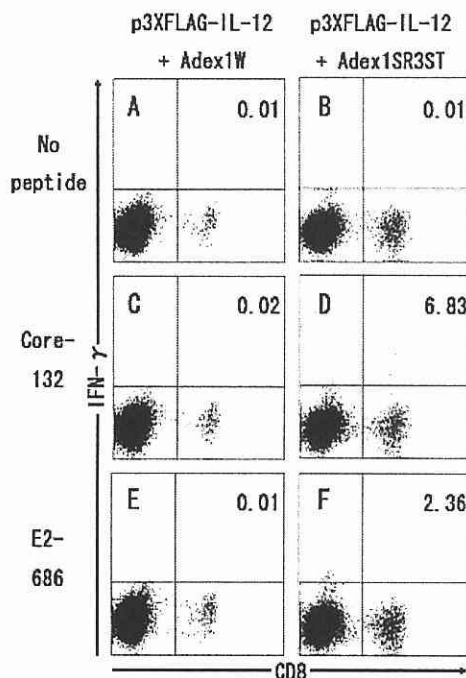 p3XFLAG-IL-12 p3XFLAG-IL-12
+ Adex1W + Adex1SR3ST
No
peptide
A 0.01 B 0.01
Core-
132
C 0.02 D 6.83
IFN-γ
E2-
686
E 0.01 F 2.36
CD8